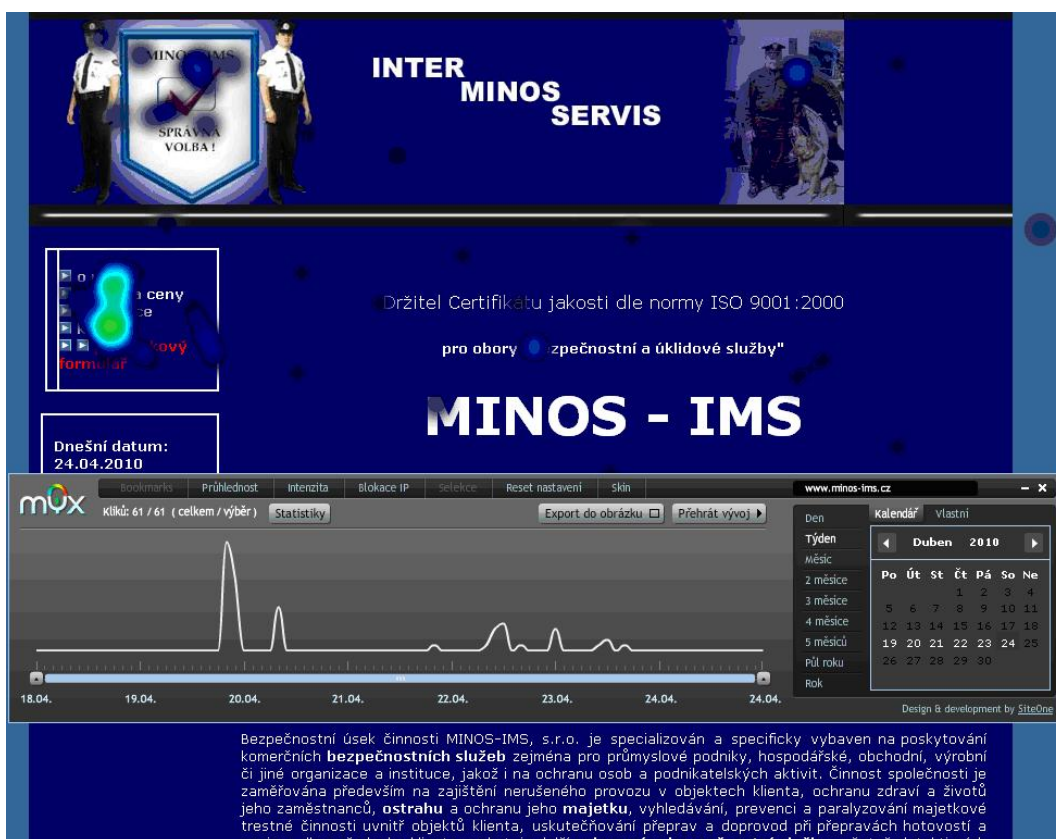 MINOS IMS
SPRÁVNÁ
VOLBA!
INTER
MINOS
SERVIS
o
a ceny
ce
kový
formulář
Držitel Certifikátu jakosti dle normy ISO 9001:2000
pro obory zpečnostní a úklidové služby"
MINOS - IMS
Dnešní datum:
24.04.2010
myx
Bookmarks Průhlednost Intenzita Blokace IP Selekce Reset nastavení Skin
www.minos-ims.cz
Kliků: 61 / 61 ( celkem / výběr ) Statistiky Export do obrázku Přehrát vývoj
Den
Týden
Měsíc
2 měsíce
3 měsíce
4 měsíce
5 měsíců
Půl roku
Rok
Kalendář Vlastní
Duben 2010
Po Út St Čt Pá So Ne
1 2 3 4
5 6 7 8 9 10 11
12 13 14 15 16 17 18
19 20 21 22 23 24 25
26 27 28 29 30
18.04. 19.04. 20.04. 21.04. 22.04. 23.04. 24.04. 24.04.
Design & development by SiteOne
Bezpečnostní úsek činnosti MINOS-IMS, s.r.o. je specializován a specificky vybaven na poskytování
komerčních bezpečnostních služeb zejména pro průmyslové podniky, hospodářské, obchodní, výrobní
či jiné organizace a instituce, jakož i na ochranu osob a podnikatelských aktivit. Činnost společnosti je
zaměřována především na zajištění nerušeného provozu v objektech klienta, ochranu zdraví a životů
jeho zaměstnanců, ostrahu a ochranu jeho majetku, vyhledávání, prevenci a paralyzování majetkové
trestné činnosti uvnitř objektů klienta, uskutečňování přeprav a doprovod při přepravách hotovostí a